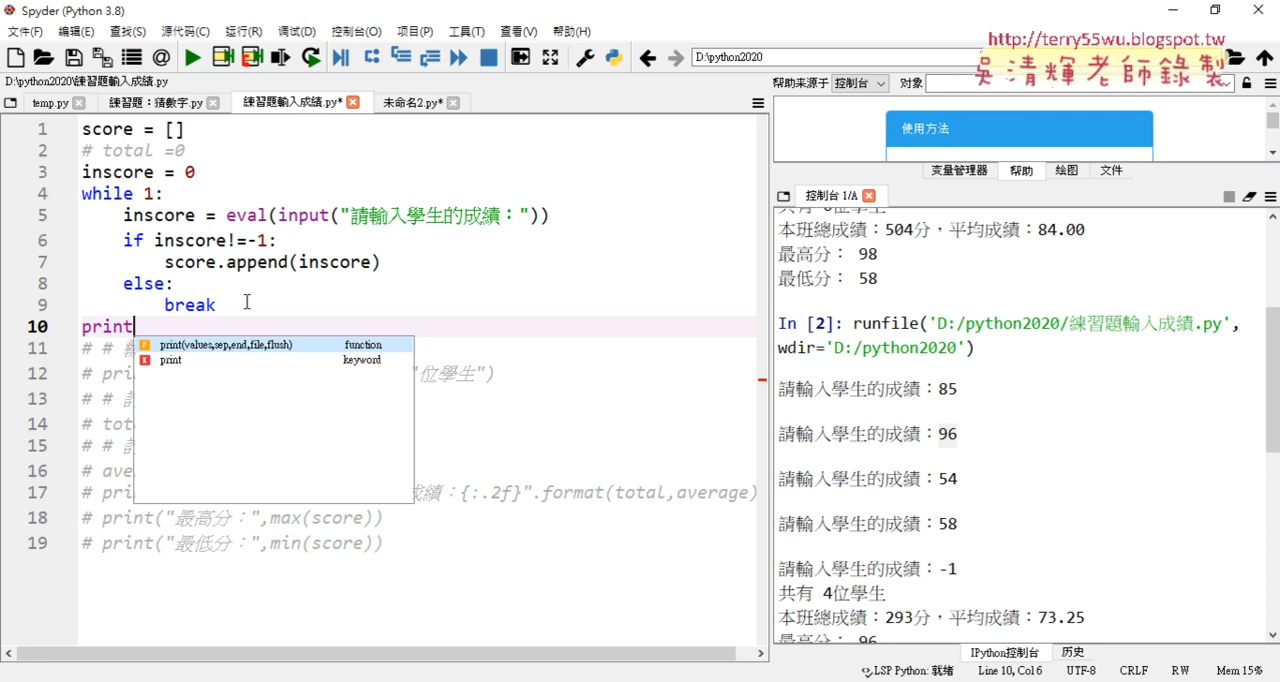 Spyder (Python 3.8)
文件(F) 编辑(E) 查找(S) 源代码(C) 运行(R) 调试(D) 控制台(O) 项目(P) 工具(T) 查看(V) 帮助(H)
http://terry55wu.blogspot.tw
吳清輝老師錄製
D:\python2020
D:\python2020\練習題輸入成績.py
temp.py 練習題：猜數字.py 練習題輸入成績.py* 未命名2.py*
1 score = []
2 # total =0
3 inscore = 0
4 while 1:
5 inscore = eval(input("請輸入學生的成績："))
6 if inscore!=-1:
7 score.append(inscore)
8 else:
9 break
10 print
print(values,sep,end,file,flush) function
print keyword
11 # #
12 # pri 位學生")
13 # #
14 # tot
15 # #
16 # ave
17 # pri 成績：{:.2f}".format(total,average)
18 # print("最高分：",max(score))
19 # print("最低分：",min(score))
帮助来源于 控制台 对象
使用方法
变量管理器 帮助 绘图 文件
控制台 1/A
本班總成績：504分，平均成績：84.00
最高分： 98
最低分： 58
In [2]: runfile('D:/python2020/練習題輸入成績.py',
wdir='D:/python2020')
請輸入學生的成績：85
請輸入學生的成績：96
請輸入學生的成績：54
請輸入學生的成績：58
請輸入學生的成績：-1
共有 4位學生
本班總成績：293分，平均成績：73.25
最高分： 96
IPython控制台 历史
LSP Python: 就绪 Line 10, Col6 UTF-8 CRLF RW Mem 15%